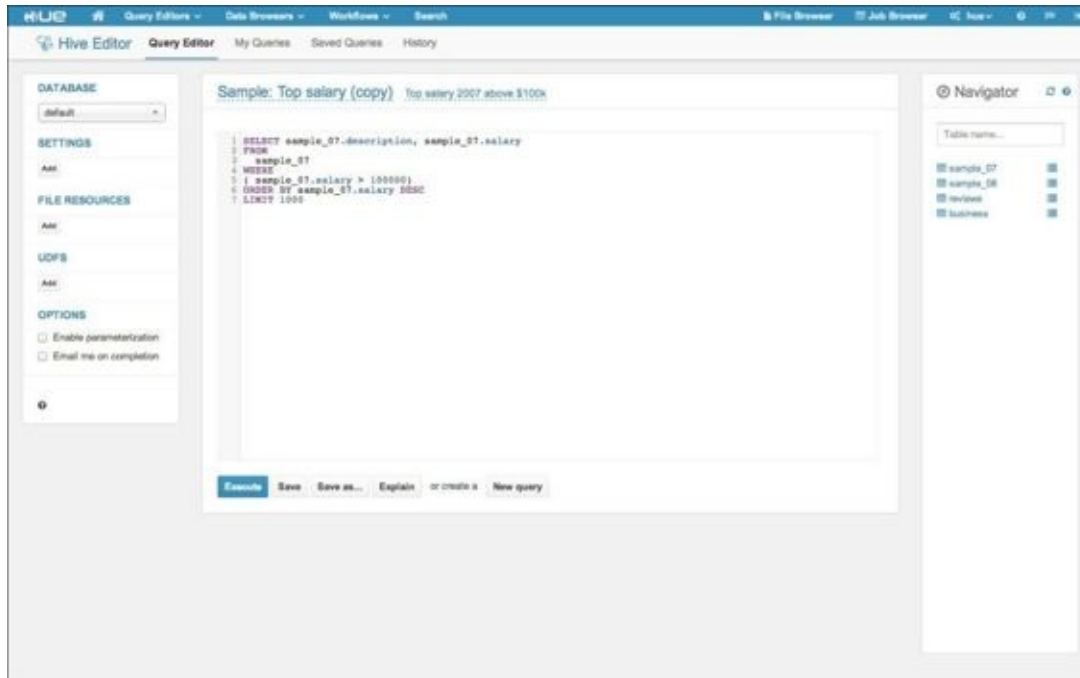 HUE Query Editors Data Browsers Workflows Search File Browser Job Browser hue
Hive Editor Query Editor My Queries Saved Queries History
DATABASE
default
SETTINGS
Add
FILE RESOURCES
Add
UDFS
Add
OPTIONS
Enable parameterization
Email me on completion
Sample: Top salary (copy) Top salary 2007 above $100k
1 SELECT sample_07.description, sample_07.salary
2 FROM
3 sample_07
4 WHERE
5 ( sample_07.salary > 100000)
6 ORDER BY sample_07.salary DESC
7 LIMIT 1000
Execute Save Save as... Explain or create a New query
Navigator
Table name...
sample_07
sample_08
reviews
business